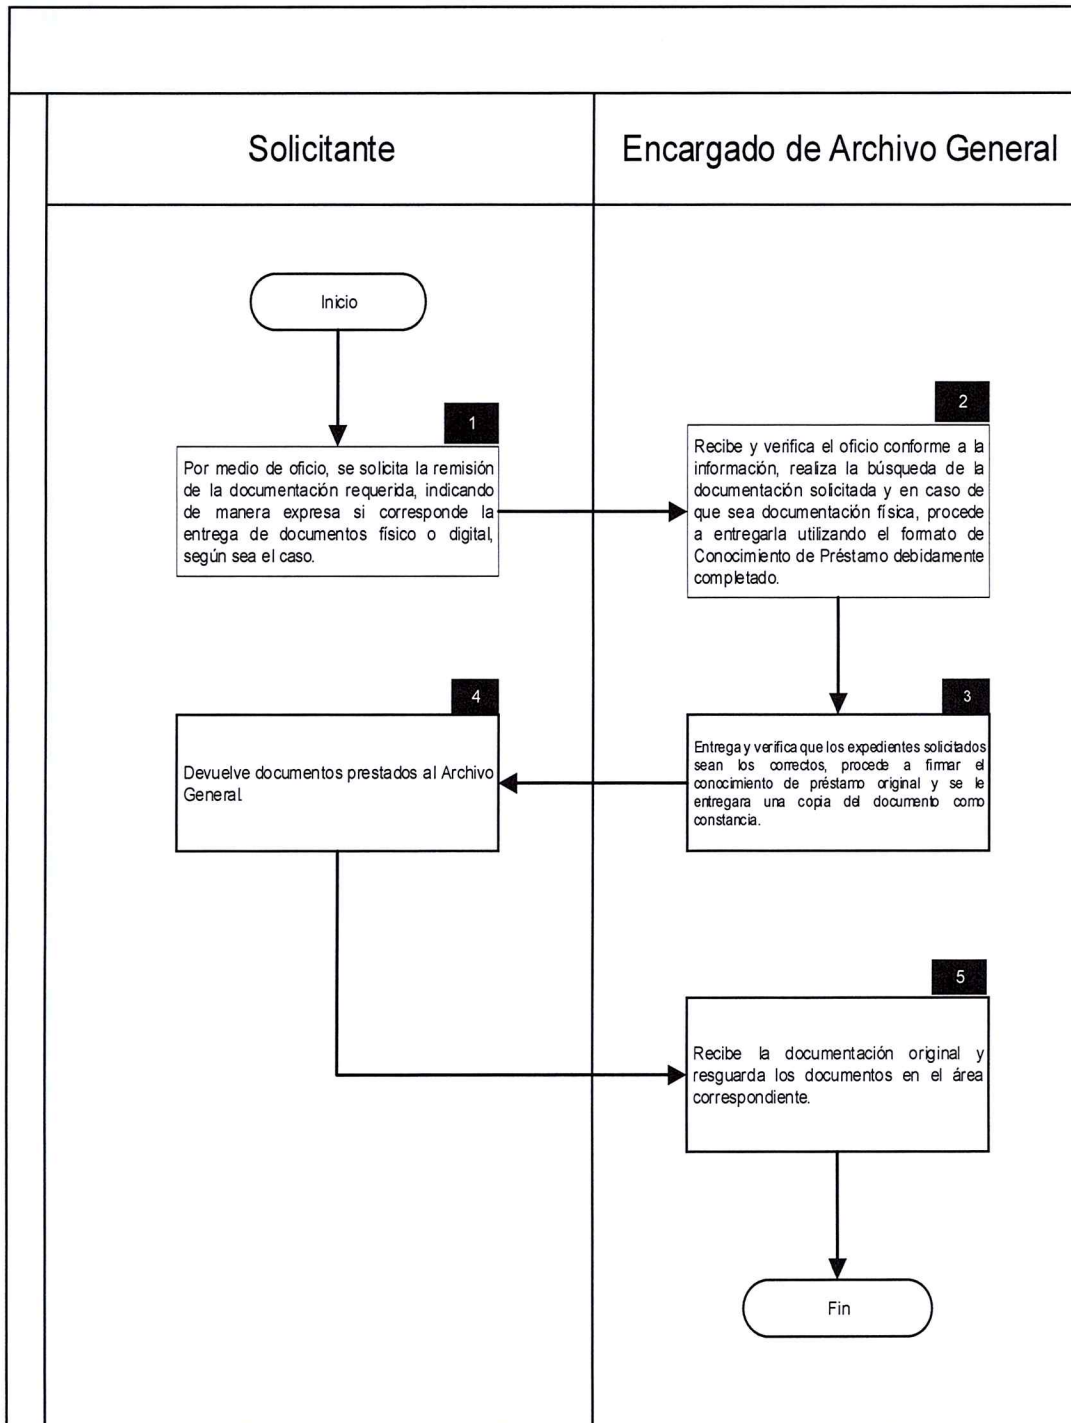 Solicitante
Encargado de Archivo General
Inicio
1
Por medio de oficio, se solicita la remisión
de la documentación requerida, indicando
de manera expresa si corresponde la
entrega de documentos físico o digital,
según sea el caso.
2
Recibe y verifica el oficio conforme a la
información, realiza la búsqueda de la
documentación solicitada y en caso de
que sea documentación física, procede
a entregarla utilizando el formato de
Conocimiento de Préstamo debidamente
completado.
3
Entrega y verifica que los expedientes solicitados
sean los correctos, procede a firmar el
conocimiento de préstamo original y se le
entregara una copia del documento como
constancia.
4
Devuelve documentos prestados al Archivo
General.
5
Recibe la documentación original y
resguarda los documentos en el área
correspondiente.
Fin